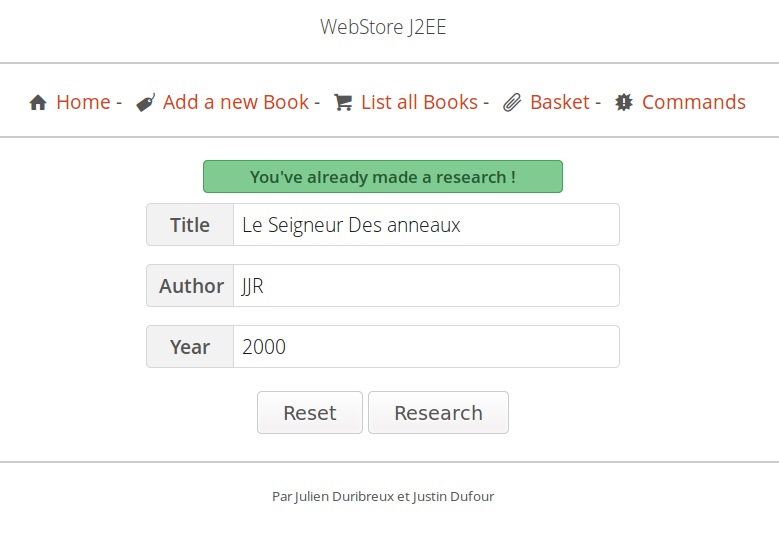 WebStore J2EE
Home - Add a new Book - List all Books - Basket - Commands
You've already made a research !
Title Le Seigneur Des anneaux
Author JJR
Year 2000
Reset Research
Par Julien Duribreux et Justin Dufour